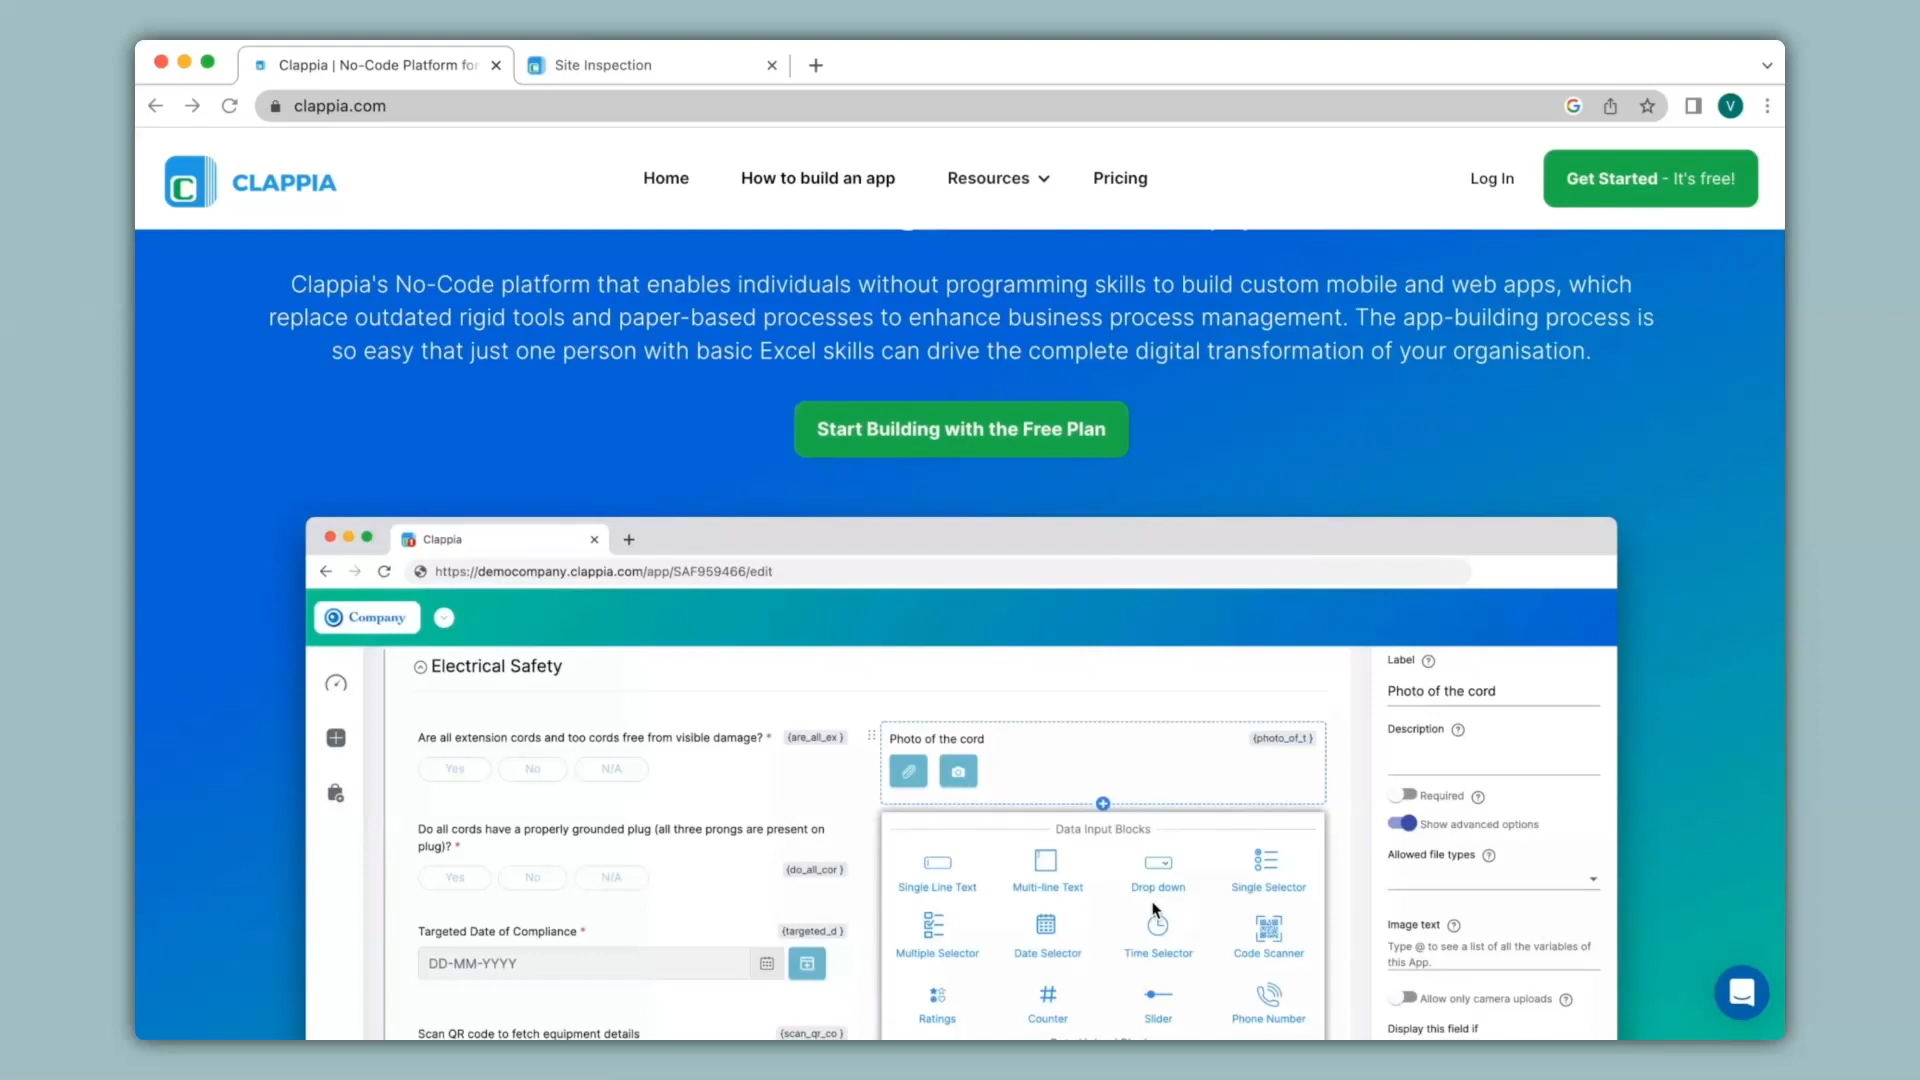 Clappia | No-Code Platform for
Site Inspection
clappia.com
V
C CLAPPIA
Home
How to build an app
Resources
Pricing
Log In
Get Started - It's free!
Clappia's No-Code platform that enables individuals without programming skills to build custom mobile and web apps, which
replace outdated rigid tools and paper-based processes to enhance business process management. The app-building process is
so easy that just one person with basic Excel skills can drive the complete digital transformation of your organisation.
Start Building with the Free Plan
Clappia
https://democompany.clappia.com/app/SAF959466/edit
Company
Electrical Safety
Are all extension cords and too cords free from visible damage? *
{are_all_ex }
Yes
No
N/A
Do all cords have a properly grounded plug (all three prongs are present on
plug)? *
{do_all_cor }
Yes
No
N/A
Targeted Date of Compliance *
{targeted_d }
DD-MM-YYYY
Scan QR code to fetch equipment details
{scan_qr_co }
Photo of the cord
{photo_of_t }
Data Input Blocks
Single Line Text
Multi-line Text
Drop down
Single Selector
Multiple Selector
Date Selector
Time Selector
Code Scanner
Ratings
Counter
Slider
Phone Number
Label
Photo of the cord
Description
Required
Show advanced options
Allowed file types
Image text
Type @ to see a list of all the variables of
this App.
Allow only camera uploads
Display this field if